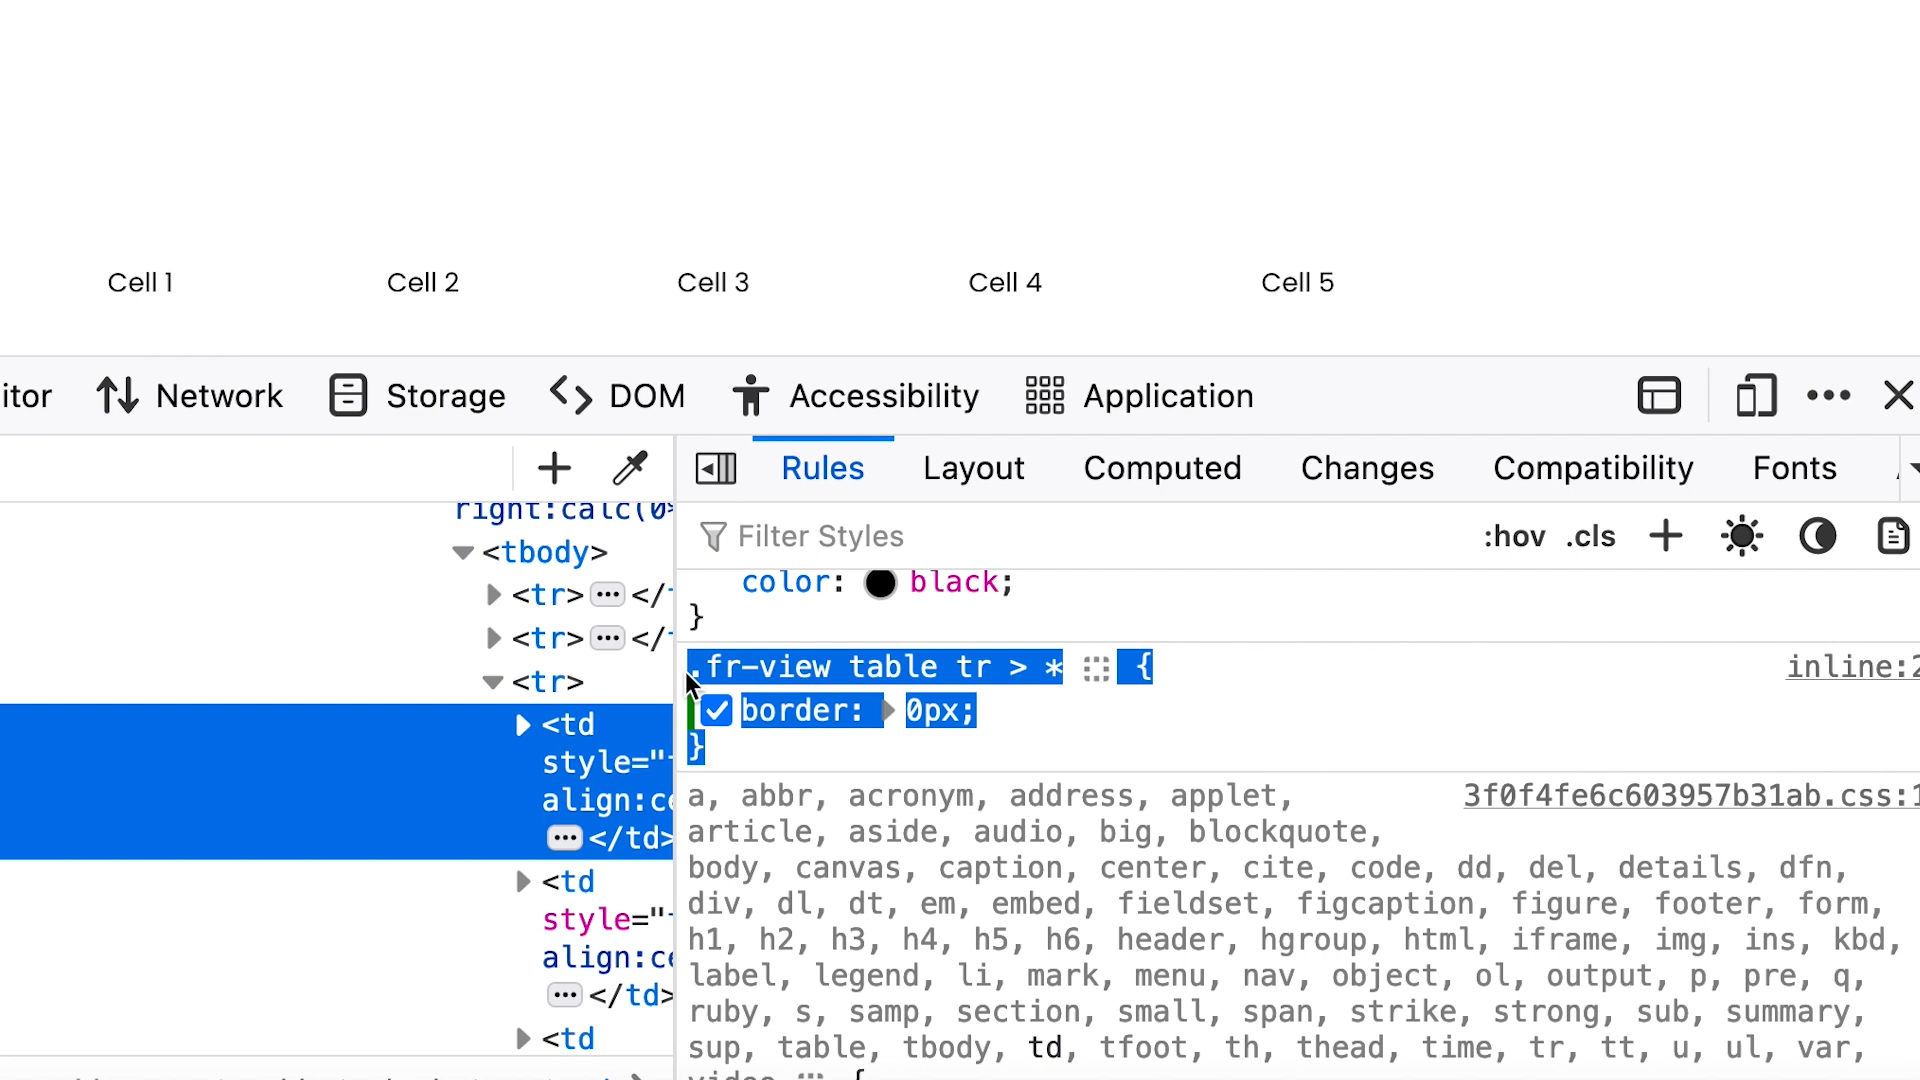 Cell 1 Cell 2 Cell 3 Cell 4 Cell 5
itor Network Storage DOM Accessibility Application
Rules Layout Computed Changes Compatibility Fonts
right:calc(0
Filter Styles :hov .cls
<tbody>
<tr> ••• </
<tr> ••• </
<tr>
<td
style="
align:ce
••• </td>
<td
style="
align:ce
••• </td>
<td
color: black;
}
.fr-view table tr > * { inline:2
border: 0px;
}
a, abbr, acronym, address, applet, 3f0f4fe6c603957b31ab.css:1
article, aside, audio, big, blockquote,
body, canvas, caption, center, cite, code, dd, del, details, dfn,
div, dl, dt, em, embed, fieldset, figcaption, figure, footer, form,
h1, h2, h3, h4, h5, h6, header, hgroup, html, iframe, img, ins, kbd,
label, legend, li, mark, menu, nav, object, ol, output, p, pre, q,
ruby, s, samp, section, small, span, strike, strong, sub, summary,
sup, table, tbody, td, tfoot, th, thead, time, tr, tt, u, ul, var,
video {